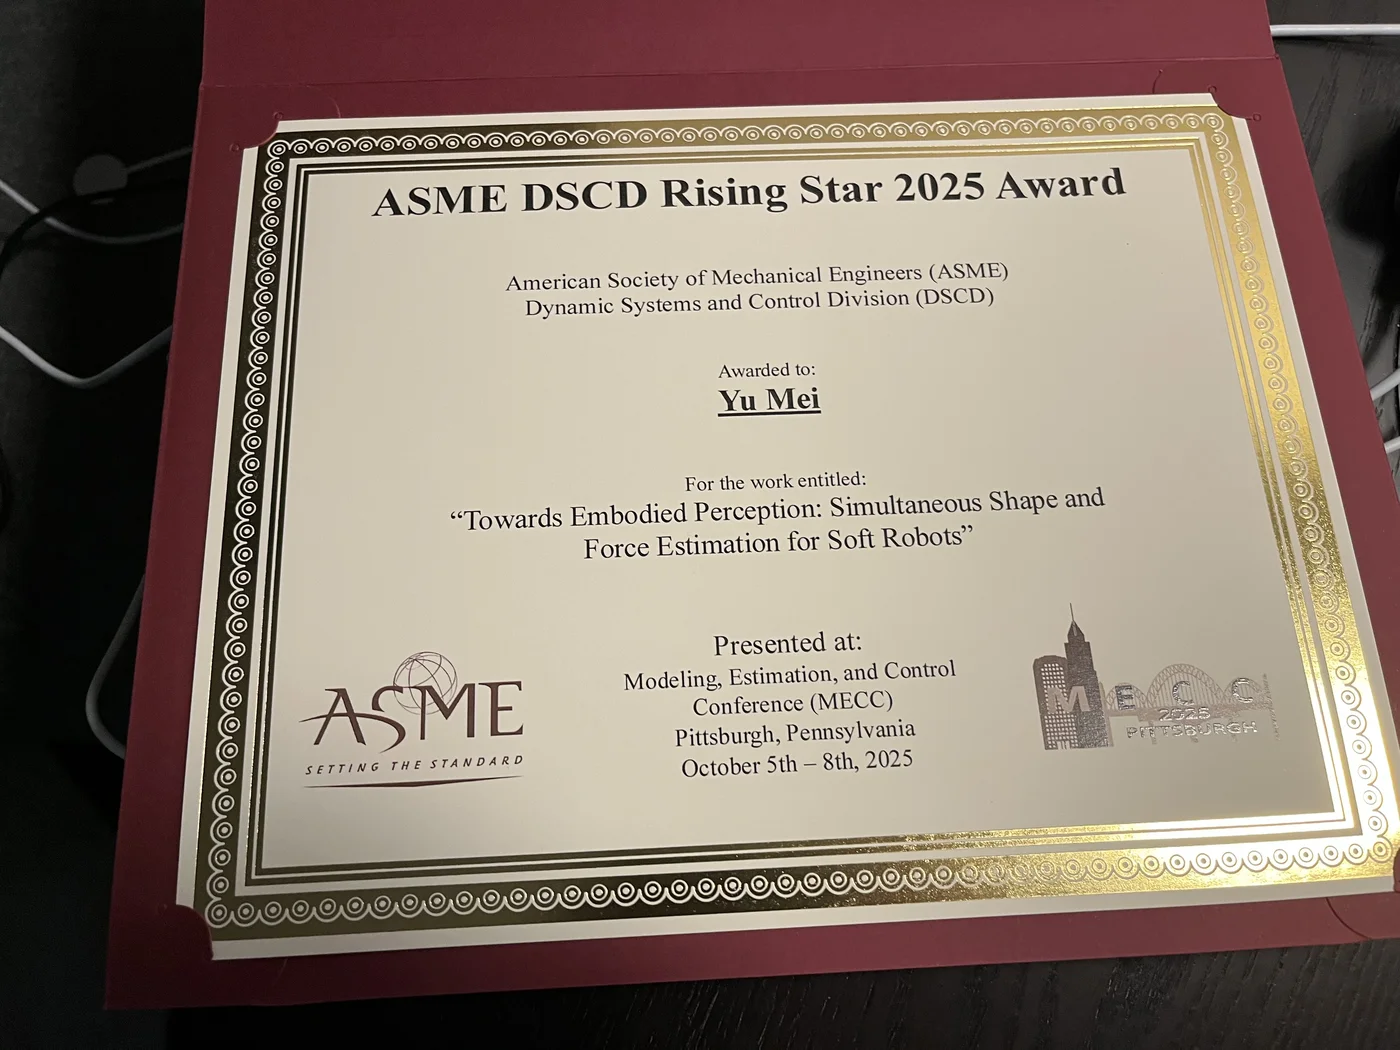 ASME DSCD Rising Star 2025 Award
American Society of Mechanical Engineers (ASME)
Dynamic Systems and Control Division (DSCD)
Awarded to:
Yu Mei
For the work entitled:
“Towards Embodied Perception: Simultaneous Shape and
Force Estimation for Soft Robots”
Presented at:
Modeling, Estimation, and Control
Conference (MECC)
Pittsburgh, Pennsylvania
October 5th – 8th, 2025
ASME
SETTING THE STANDARD
MECC
2025
PITTSBURGH